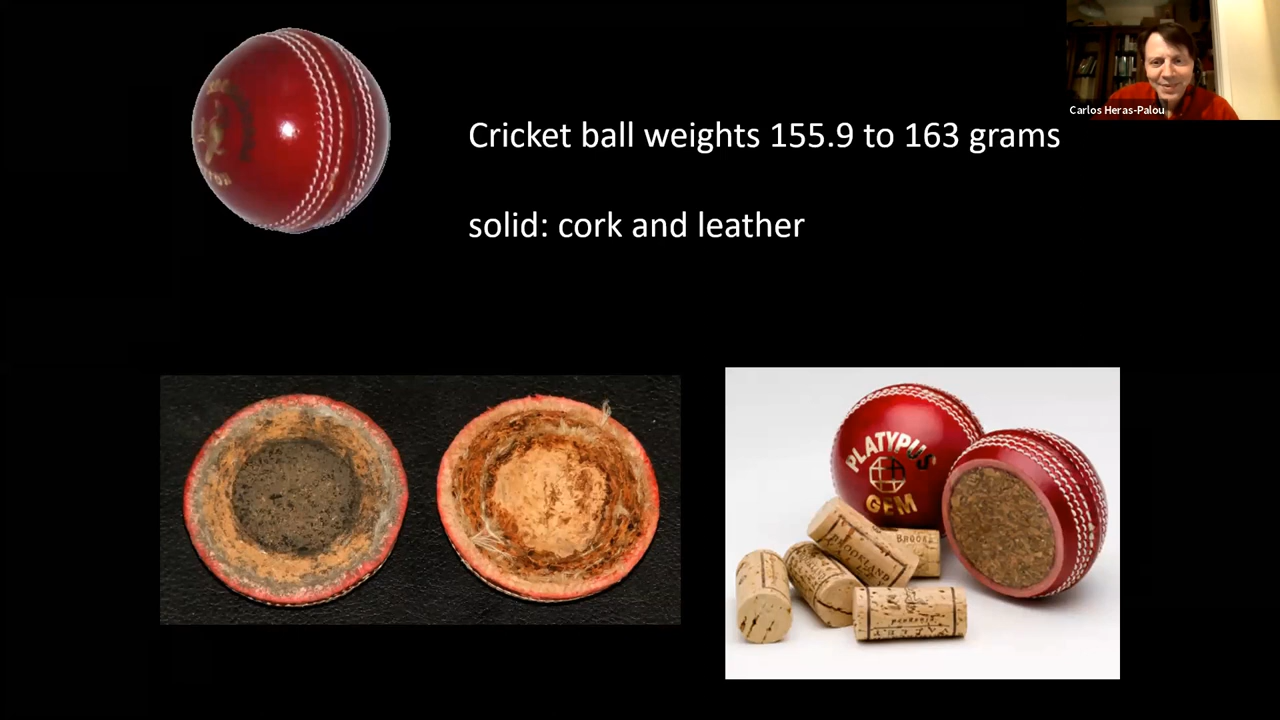 Carlos Heras-Palou
Cricket ball weights 155.9 to 163 grams
solid: cork and leather
PLATYPUS
GEM